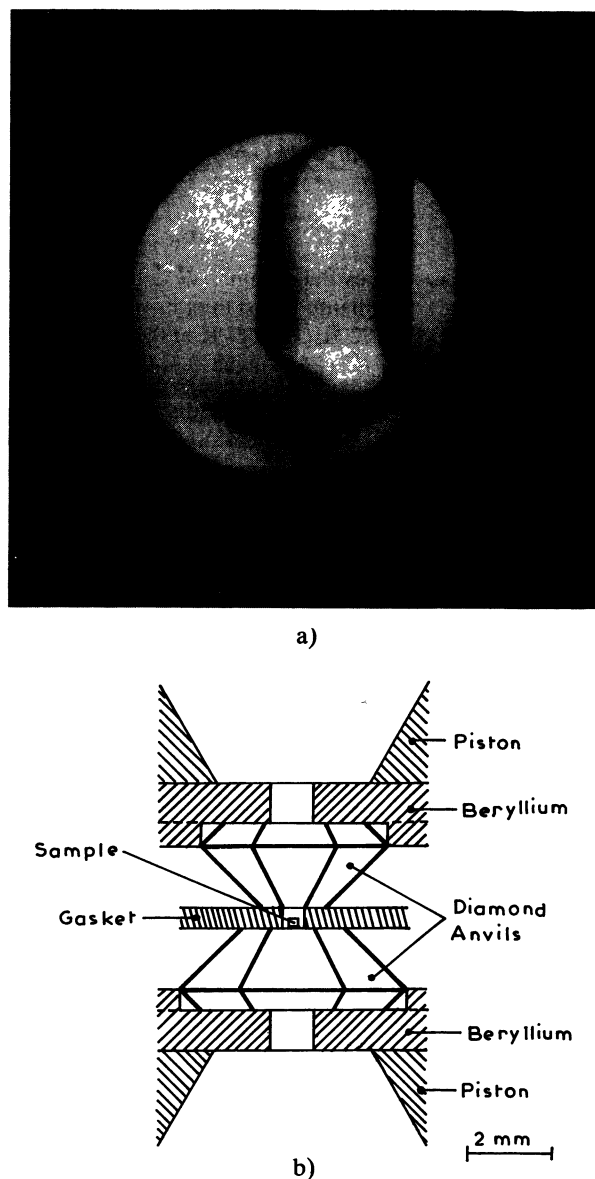 a)
Piston
Beryllium
Sample
Gasket
Diamond
Anvils
Beryllium
Piston
2 mm
b)